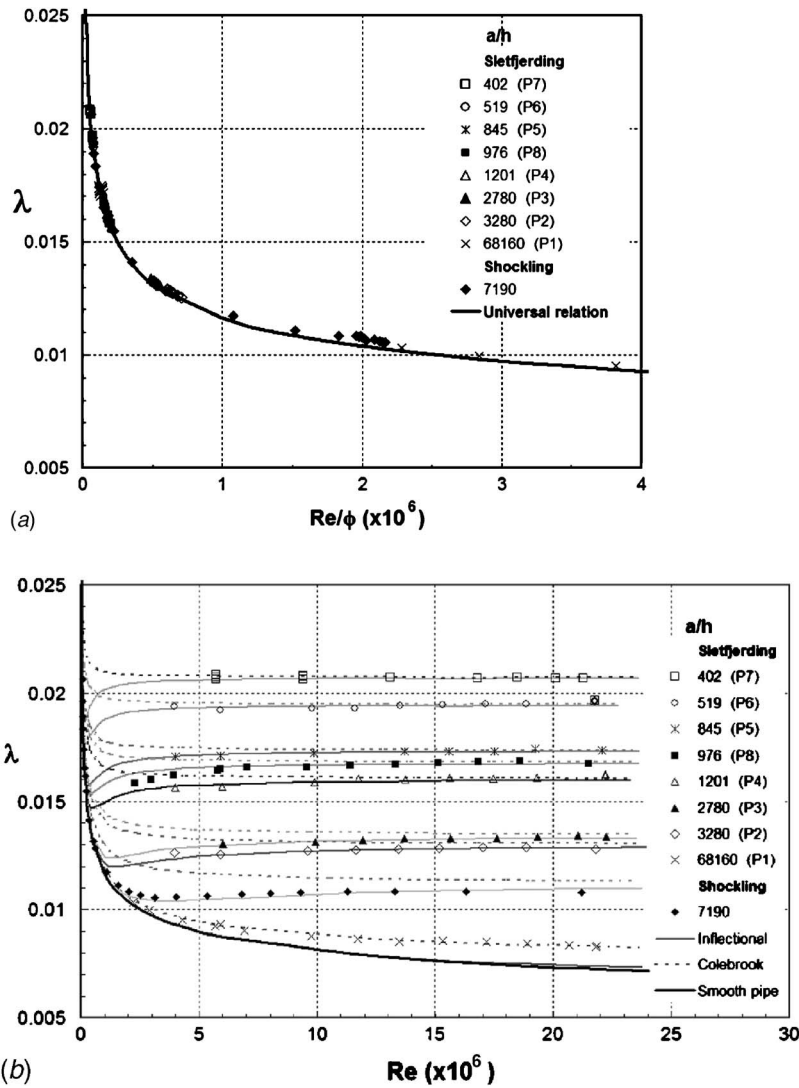 0.025
a/h
Sletfjerding
402 (P7)
519 (P6)
0.02
845 (P5)
976 (P8)
1201 (P4)
λ
2780 (P3)
0.015
3280 (P2)
68160 (P1)
Shockling
7190
Universal relation
0.01
0.005
0 1 2 3 4
(a)
Re/ϕ (x10^6)
0.025
a/h
Sletfjerding
402 (P7)
0.02
519 (P6)
845 (P5)
λ
976 (P8)
0.015
1201 (P4)
2780 (P3)
3280 (P2)
68160 (P1)
Shockling
0.01
7190
Inflectional
Colebrook
Smooth pipe
0.005
0 5 10 15 20 25 30
(b)
Re (x10^6)